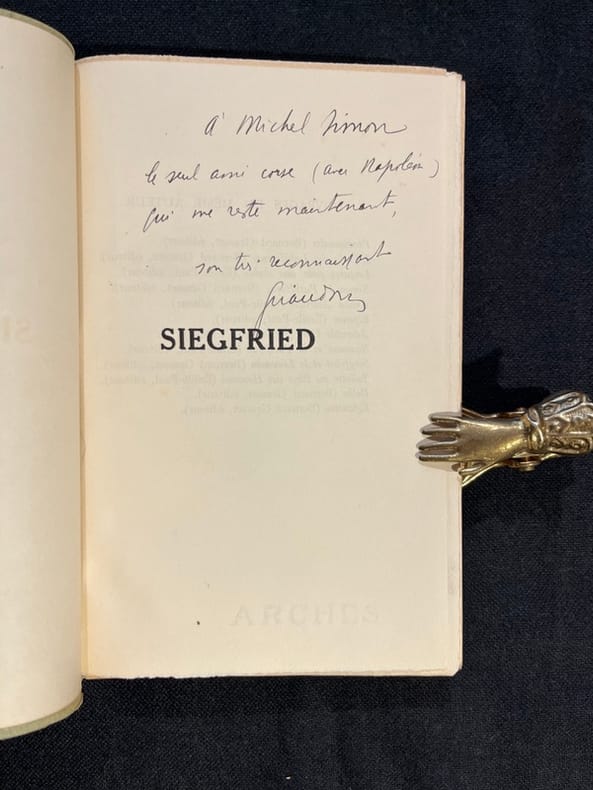 à Michel Simon
le seul ami corse (avec Napoléon)
qui me reste maintenant,
son très reconnaissant
Giraudoux
SIEGFRIED
ARCHES